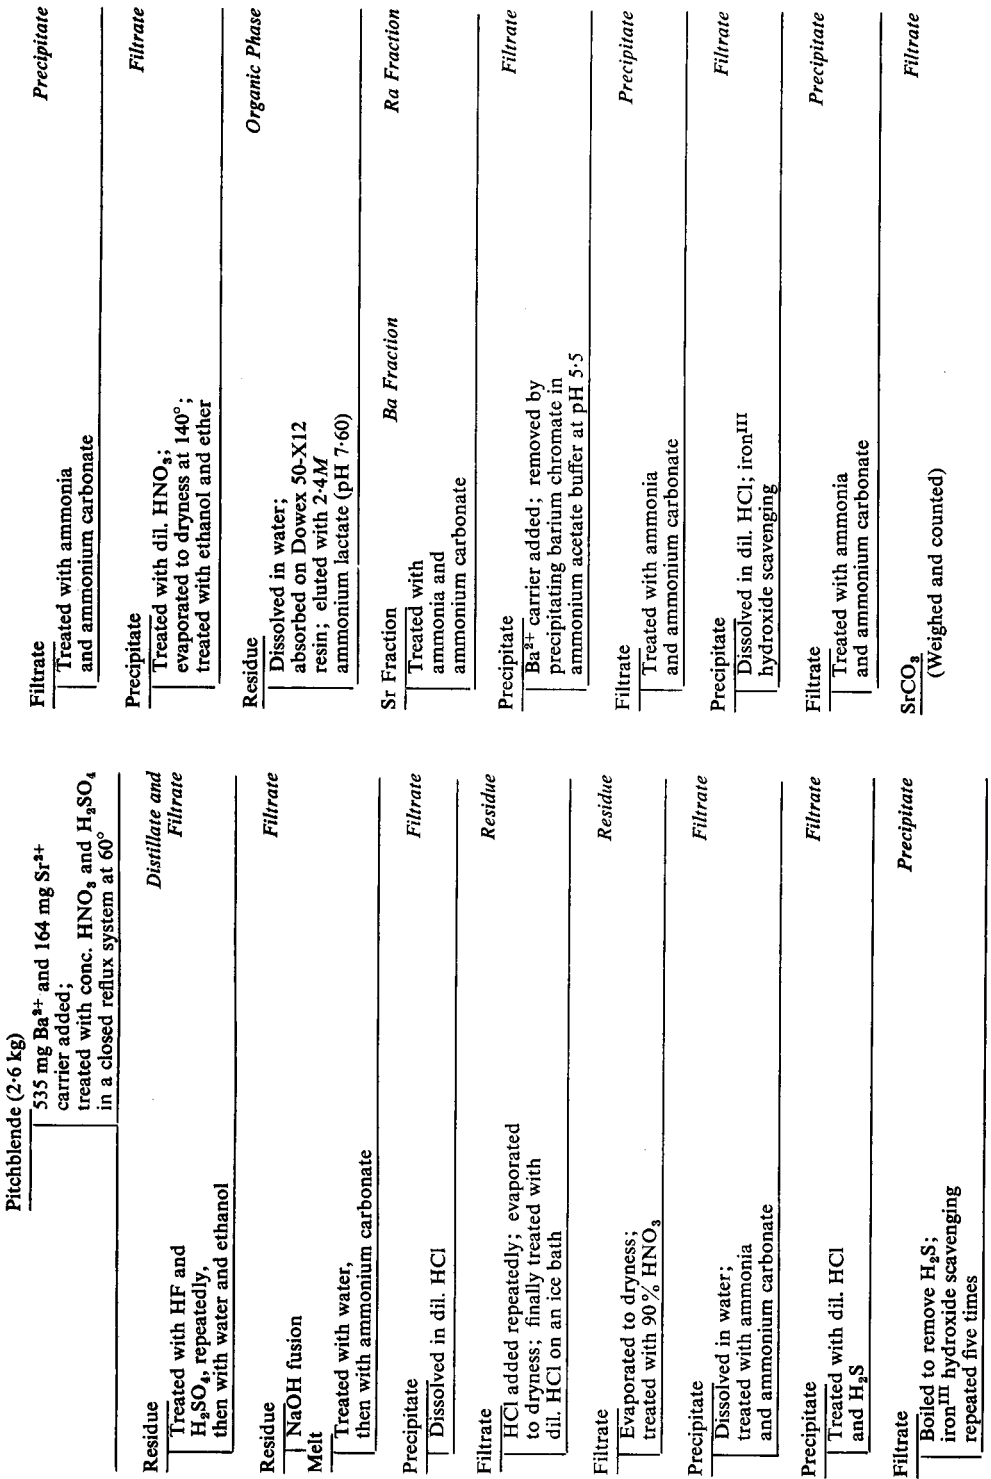 Pitchblende (2·6 kg)
535 mg Ba²⁺ and 164 mg Sr²⁺
carrier added;
treated with conc. HNO₃ and H₂SO₄
in a closed reflux system at 60°
Residue
Distillate and
Filtrate
Treated with HF and
H₂SO₄, repeatedly,
then with water and ethanol
Residue
Filtrate
NaOH fusion
Melt
Treated with water,
then with ammonium carbonate
Precipitate
Filtrate
Dissolved in dil. HCl
Filtrate
Residue
HCl added repeatedly; evaporated
to dryness; finally treated with
dil. HCl on an ice bath
Filtrate
Residue
Evaporated to dryness;
treated with 90% HNO₃
Precipitate
Filtrate
Dissolved in water;
treated with ammonia
and ammonium carbonate
Precipitate
Filtrate
Treated with dil. HCl
and H₂S
Filtrate
Precipitate
Boiled to remove H₂S;
ironᴵᴵᴵ hydroxide scavenging
repeated five times
Filtrate
Precipitate
Treated with ammonia
and ammonium carbonate
Precipitate
Filtrate
Treated with dil. HNO₃;
evaporated to dryness at 140°;
treated with ethanol and ether
Residue
Organic Phase
Dissolved in water;
absorbed on Dowex 50-X12
resin; eluted with 2·4M
ammonium lactate (pH 7·60)
Sr Fraction
Ba Fraction
Ra Fraction
Treated with
ammonia and
ammonium carbonate
Precipitate
Filtrate
Ba²⁺ carrier added; removed by
precipitating barium chromate in
ammonium acetate buffer at pH 5·5
Filtrate
Precipitate
Treated with ammonia
and ammonium carbonate
Precipitate
Filtrate
Dissolved in dil. HCl; ironᴵᴵᴵ
hydroxide scavenging
Filtrate
Precipitate
Treated with ammonia
and ammonium carbonate
SrCO₃
Filtrate
(Weighed and counted)